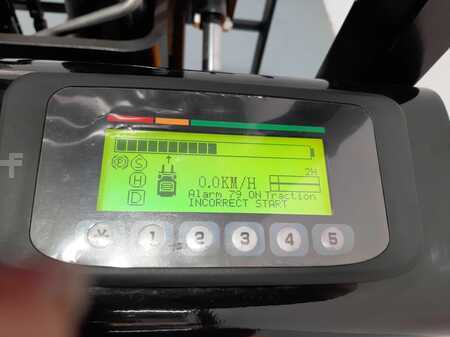 2H
P S
H 0.0KM/H
D Alarm 79 ON Traction
INCORRECT START
1 2 3 4 5